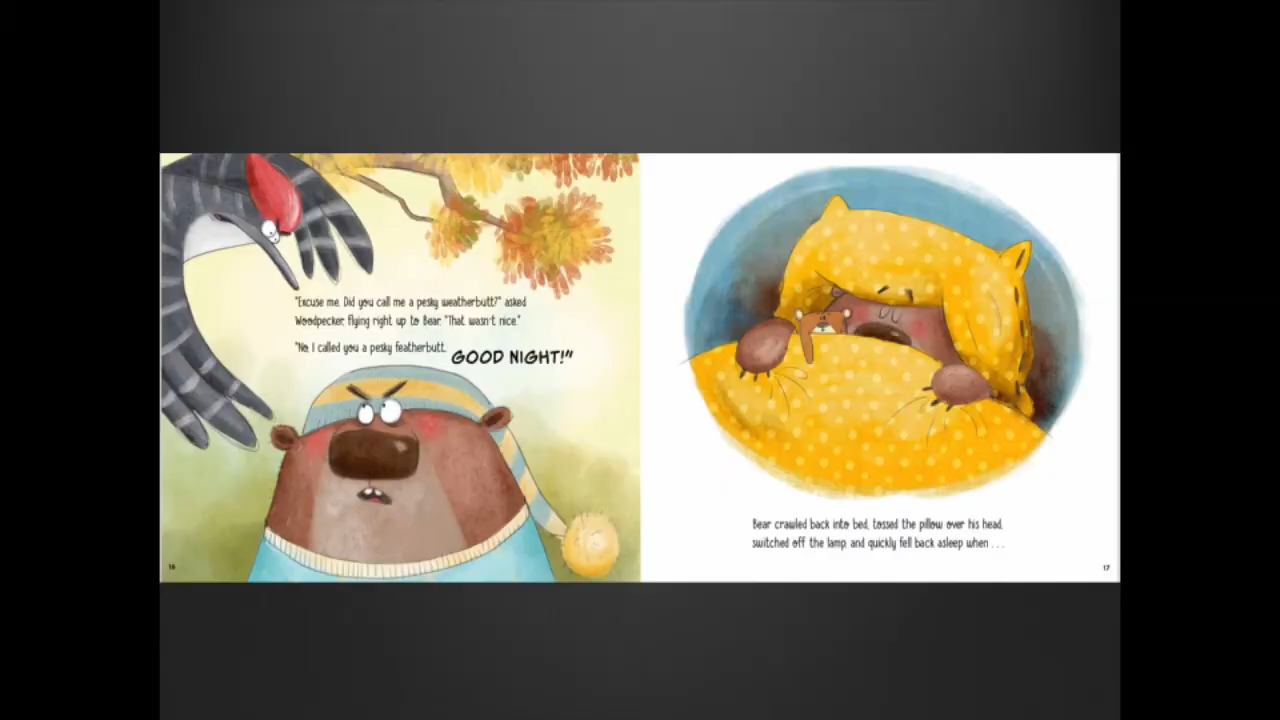 "Excuse me. Did you call me a pesky weatherbutt?" asked
Woodpecker, flying right up to Bear. "That wasn't nice."
"No, I called you a pesky featherbutt.
GOOD NIGHT!"
16
Bear crawled back into bed, tossed the pillow over his head,
switched off the lamp, and quickly fell back asleep when . . .
17